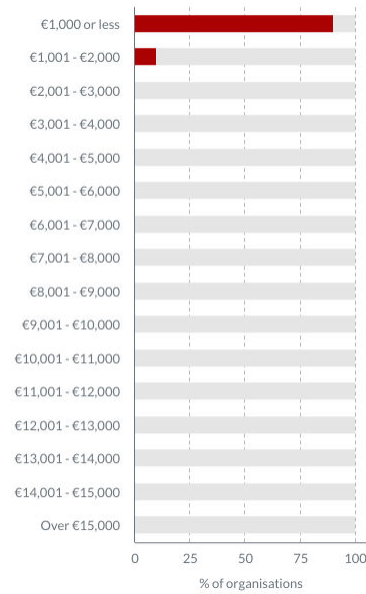 €1,000 or less
€1,001 - €2,000
€2,001 - €3,000
€3,001 - €4,000
€4,001 - €5,000
€5,001 - €6,000
€6,001 - €7,000
€7,001 - €8,000
€8,001 - €9,000
€9,001 - €10,000
€10,001 - €11,000
€11,001 - €12,000
€12,001 - €13,000
€13,001 - €14,000
€14,001 - €15,000
Over €15,000
0 25 50 75 100
% of organisations